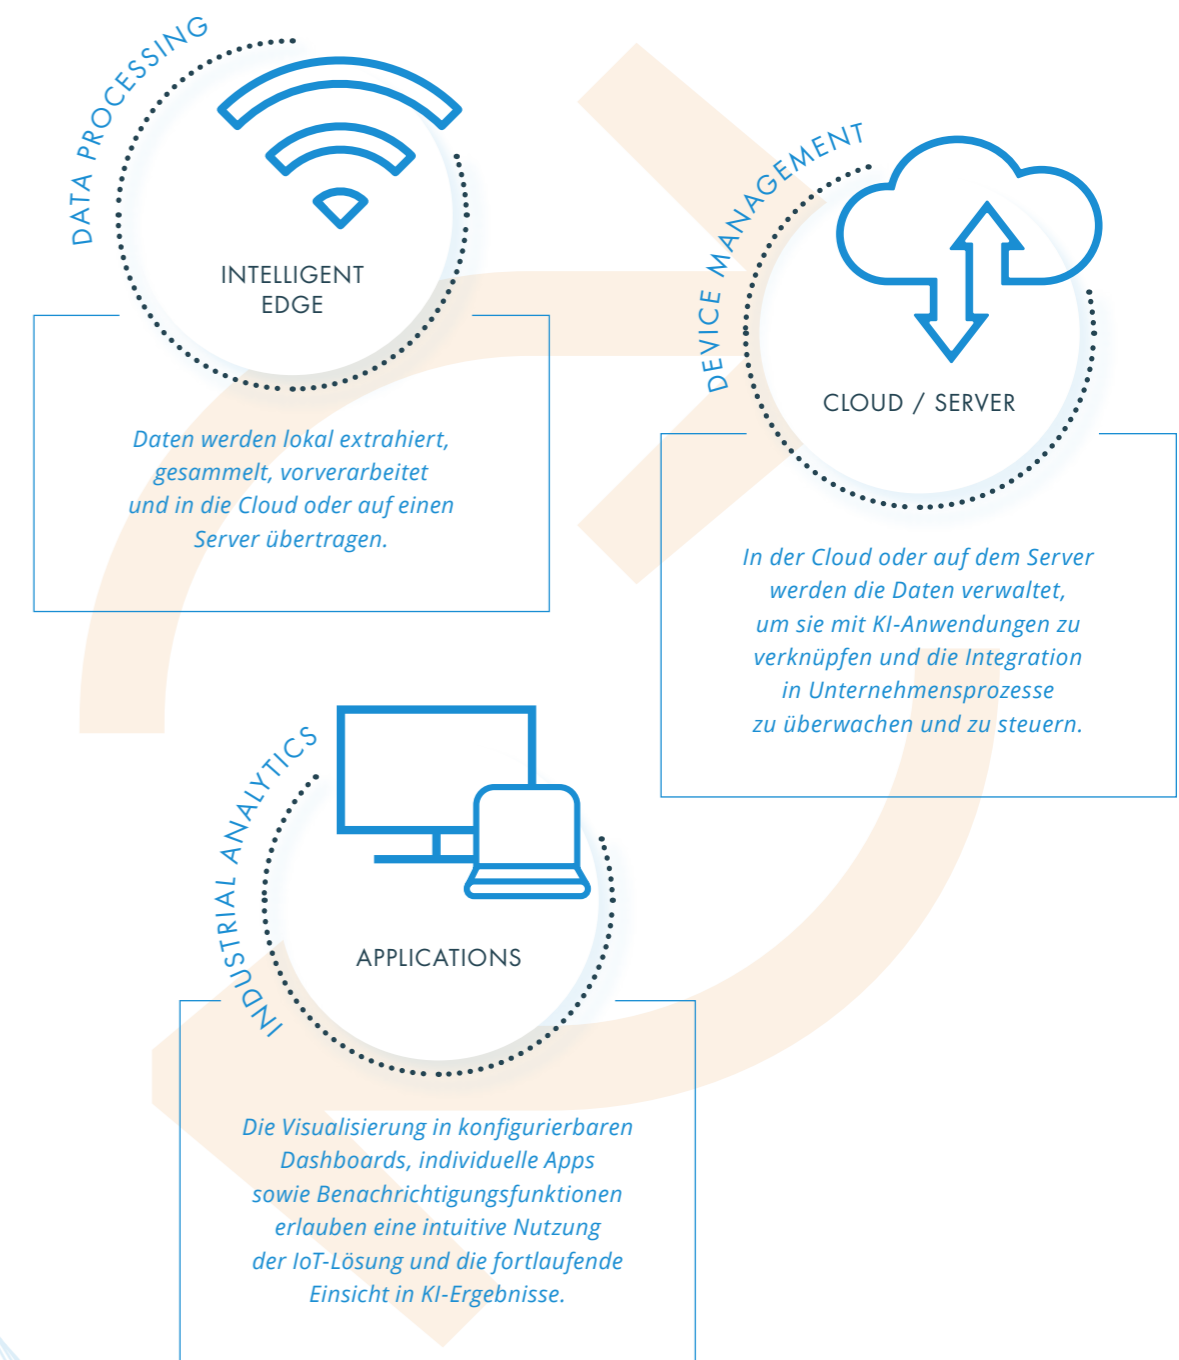 DATA PROCESSING
INTELLIGENT
EDGE
Daten werden lokal extrahiert,
gesammelt, vorverarbeitet
und in die Cloud oder auf einen
Server übertragen.
DEVICE MANAGEMENT
CLOUD / SERVER
In der Cloud oder auf dem Server
werden die Daten verwaltet,
um sie mit KI-Anwendungen zu
verknüpfen und die Integration
in Unternehmensprozesse
zu überwachen und zu steuern.
INDUSTRIAL ANALYTICS
APPLICATIONS
Die Visualisierung in konfigurierbaren
Dashboards, individuelle Apps
sowie Benachrichtigungsfunktionen
erlauben eine intuitive Nutzung
der IoT-Lösung und die fortlaufende
Einsicht in KI-Ergebnisse.